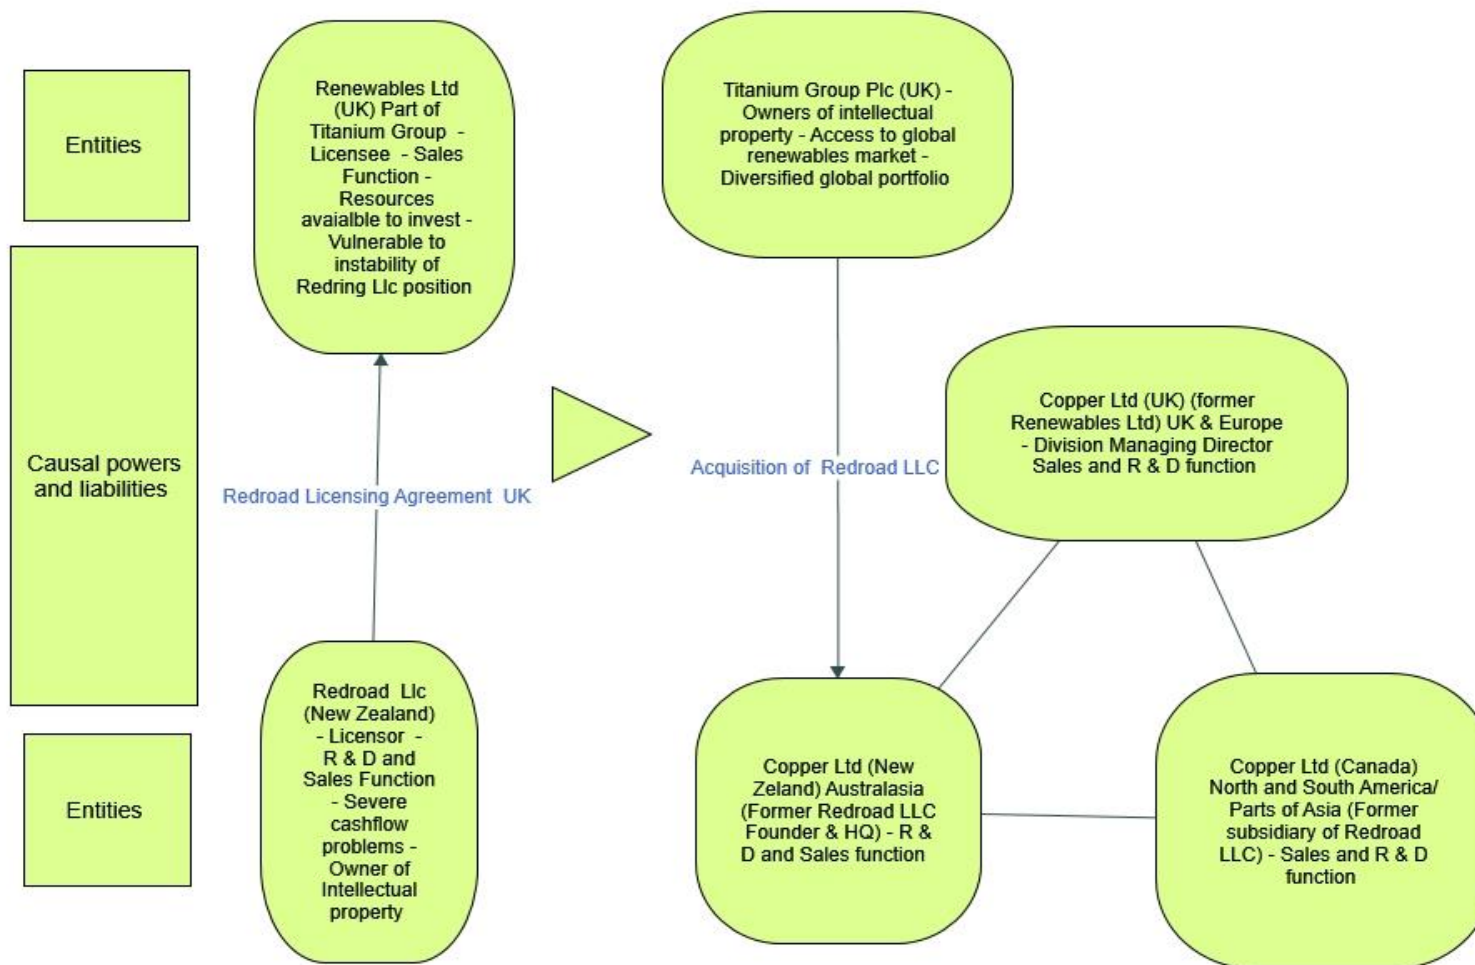 Entities
Causal powers
and liabilities
Entities
Renewables Ltd
(UK) Part of
Titanium Group  -
Licensee  - Sales
Function -
Resources
avaialble to invest -
Vulnerable to
instability of
Redring Llc position
Redroad Licensing Agreement  UK
Redroad  Llc
(New Zealand)
- Licensor  -
R & D and
Sales Function
- Severe
cashflow
problems -
Owner of
Intellectual
property
Titanium Group Plc (UK) -
Owners of intellectual
property - Access to global
renewables market -
Diversified global portfolio
Acquisition of  Redroad LLC
Copper Ltd (UK) (former
Renewables Ltd) UK & Europe
- Division Managing Director
Sales and R & D function
Copper Ltd (New
Zeland) Australasia
(Former Redroad LLC
Founder & HQ) - R &
D and Sales function
Copper Ltd (Canada)
North and South America/
Parts of Asia (Former
subsidiary of Redroad
LLC) - Sales and R & D
function